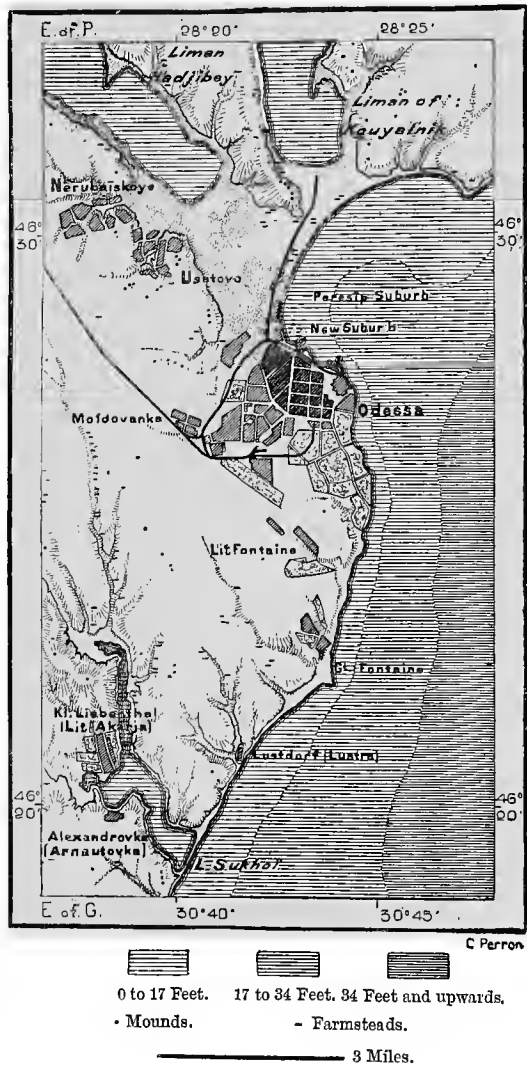 E. of P. 28°20' 28°25'
Liman
Hadjibey
Liman of
Kouyalnik
Nerubaiskoye
46°
30'
46°
30'
Usatovo
Peresip Suburb
New Suburb
Moldovanka
Odessa
Lit Fontaine
Gt. Fontaine
Kl. Liebenthal
(Lit. Akarja)
Lustdorf (Lustra)
46°
20'
46°
20'
Alexandrovka
(Arnautovka)
L. Sukhoi
E of. G. 30°40' 30°45'
C Perron
0 to 17 Feet. 17 to 34 Feet. 34 Feet and upwards.
• Mounds. - Farmsteads.
3 Miles.